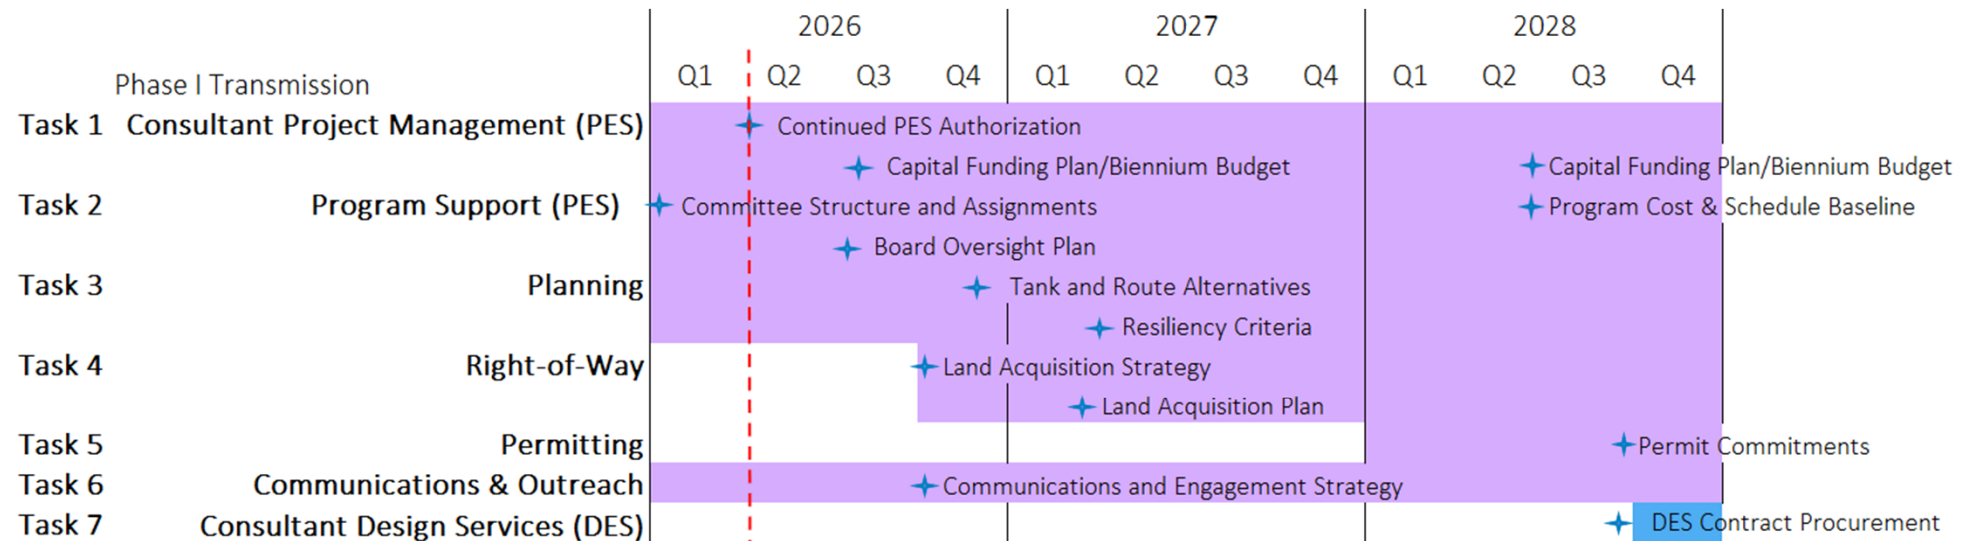 2026 2027 2028
Q1 Q2 Q3 Q4 Q1 Q2 Q3 Q4 Q1 Q2 Q3 Q4
Phase I Transmission
Task 1 Consultant Project Management (PES) Continued PES Authorization
Capital Funding Plan/Biennium Budget Capital Funding Plan/Biennium Budget
Task 2 Program Support (PES) Committee Structure and Assignments Program Cost & Schedule Baseline
Board Oversight Plan
Task 3 Planning Tank and Route Alternatives
Resiliency Criteria
Task 4 Right-of-Way Land Acquisition Strategy
Land Acquisition Plan
Task 5 Permitting Permit Commitments
Task 6 Communications & Outreach Communications and Engagement Strategy
Task 7 Consultant Design Services (DES) DES Contract Procurement